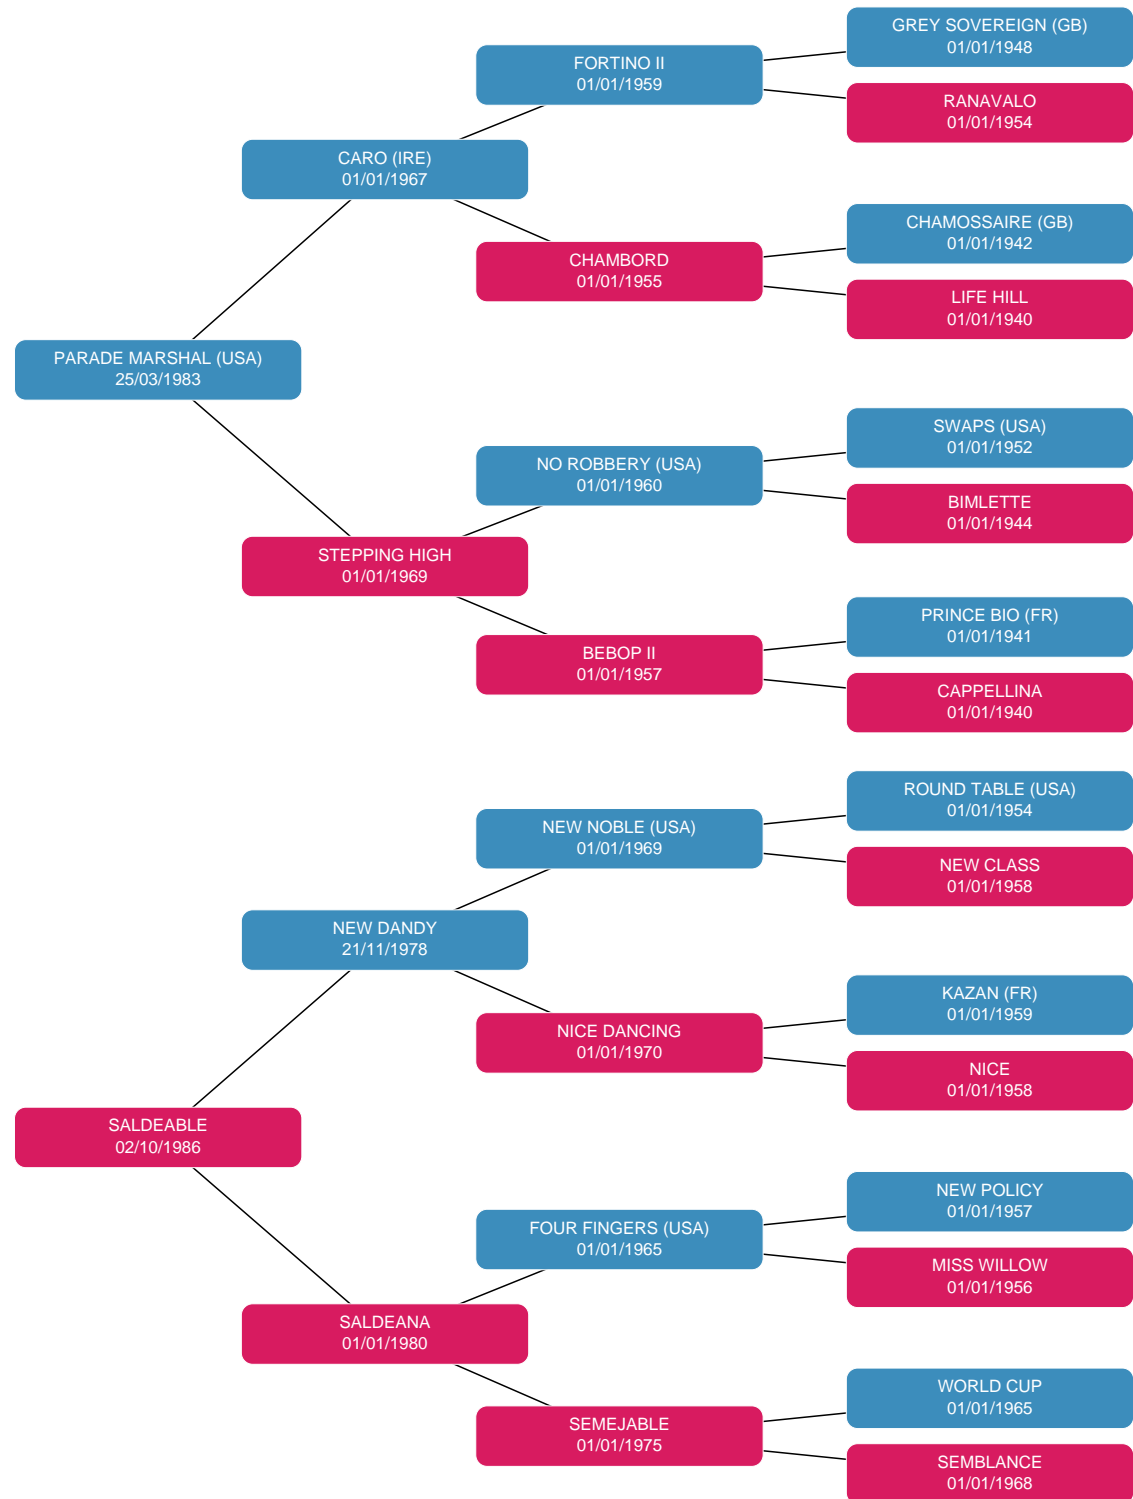 GREY SOVEREIGN (GB)
01/01/1948
FORTINO II
01/01/1959
RANAVALO
01/01/1954
CARO (IRE)
01/01/1967
CHAMOSSAIRE (GB)
01/01/1942
CHAMBORD
01/01/1955
LIFE HILL
01/01/1940
PARADE MARSHAL (USA)
25/03/1983
SWAPS (USA)
01/01/1952
NO ROBBERY (USA)
01/01/1960
BIMLETTE
01/01/1944
STEPPING HIGH
01/01/1969
PRINCE BIO (FR)
01/01/1941
BEBOP II
01/01/1957
CAPPELLINA
01/01/1940
ROUND TABLE (USA)
01/01/1954
NEW NOBLE (USA)
01/01/1969
NEW CLASS
01/01/1958
NEW DANDY
21/11/1978
KAZAN (FR)
01/01/1959
NICE DANCING
01/01/1970
NICE
01/01/1958
SALDEABLE
02/10/1986
NEW POLICY
01/01/1957
FOUR FINGERS (USA)
01/01/1965
MISS WILLOW
01/01/1956
SALDEANA
01/01/1980
WORLD CUP
01/01/1965
SEMEJABLE
01/01/1975
SEMBLANCE
01/01/1968